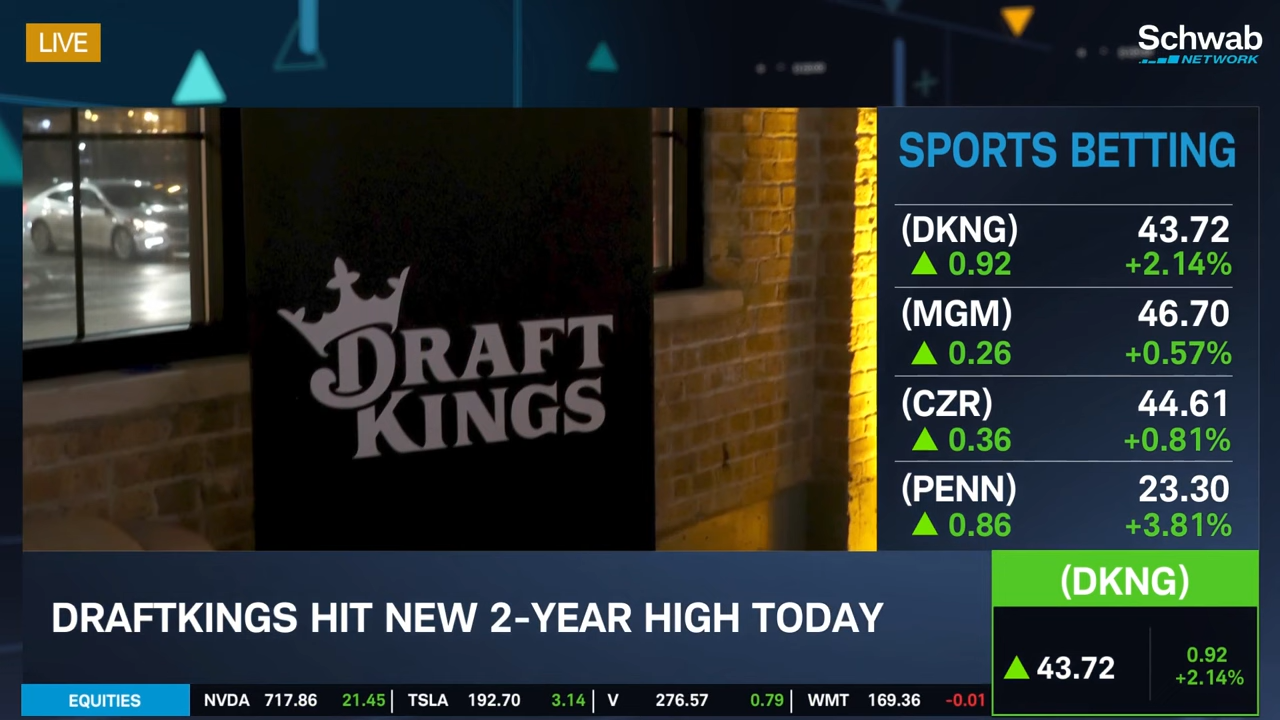 LIVE
Schwab
NETWORK
DRAFT
KINGS
SPORTS BETTING
(DKNG) 43.72
▲ 0.92 +2.14%
(MGM) 46.70
▲ 0.26 +0.57%
(CZR) 44.61
▲ 0.36 +0.81%
(PENN) 23.30
▲ 0.86 +3.81%
DRAFTKINGS HIT NEW 2-YEAR HIGH TODAY
(DKNG)
▲ 43.72
0.92
+2.14%
EQUITIES NVDA 717.86 21.45 | TSLA 192.70 3.14 | V 276.57 0.79 | WMT 169.36 -0.01